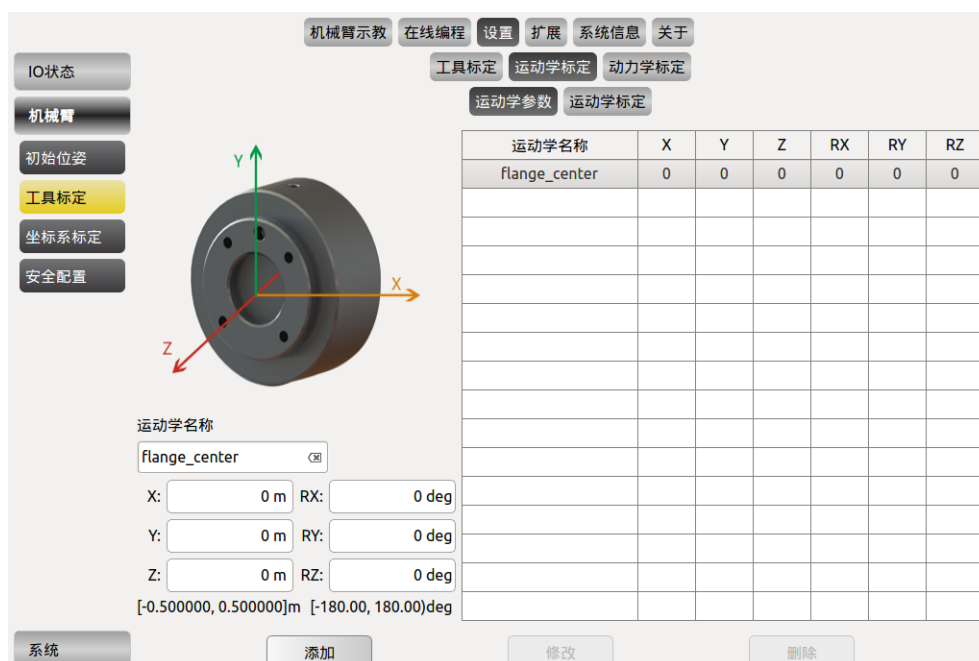 机械臂示教 在线编程 设置 扩展 系统信息 关于
工具标定 运动学标定 动力学标定
运动学参数 运动学标定
IO状态
机械臂
初始位姿
工具标定
坐标系标定
安全配置
Y
X
Z
运动学名称 X Y Z RX RY RZ
flange_center 0 0 0 0 0 0
运动学名称
flange_center
X: 0 m RX: 0 deg
Y: 0 m RY: 0 deg
Z: 0 m RZ: 0 deg
[-0.500000, 0.500000]m [-180.00, 180.00)deg
系统 添加 修改 删除